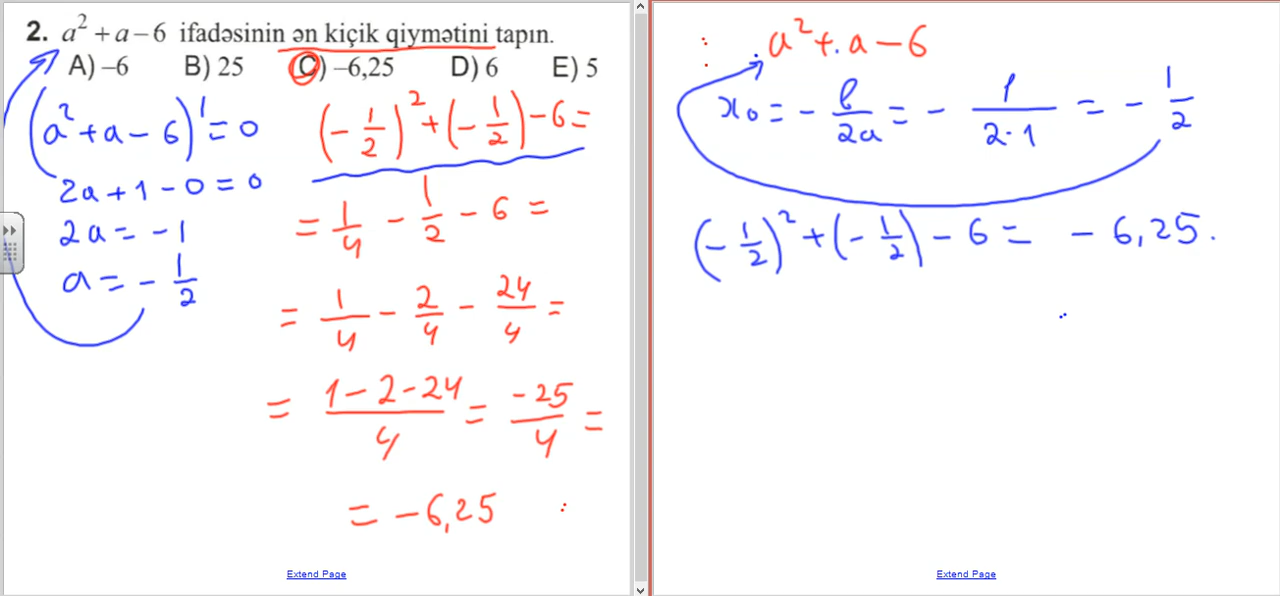 2. a² + a − 6 ifadəsinin ən kiçik qiymətini tapın.
A) −6 B) 25 C) −6,25 D) 6 E) 5
(a² + a − 6)' = 0
2a + 1 − 0 = 0
2a = −1
a = − 1/2
(− 1/2)² + (− 1/2) − 6 =
= 1/4 − 1/2 − 6 =
= 1/4 − 2/4 − 24/4 =
= (1 − 2 − 24)/4 = −25/4 =
= −6,25
Extend Page
a² + a − 6
x₀ = − b/2a = − 1/(2·1) = − 1/2
(− 1/2)² + (− 1/2) − 6 = − 6,25.
Extend Page